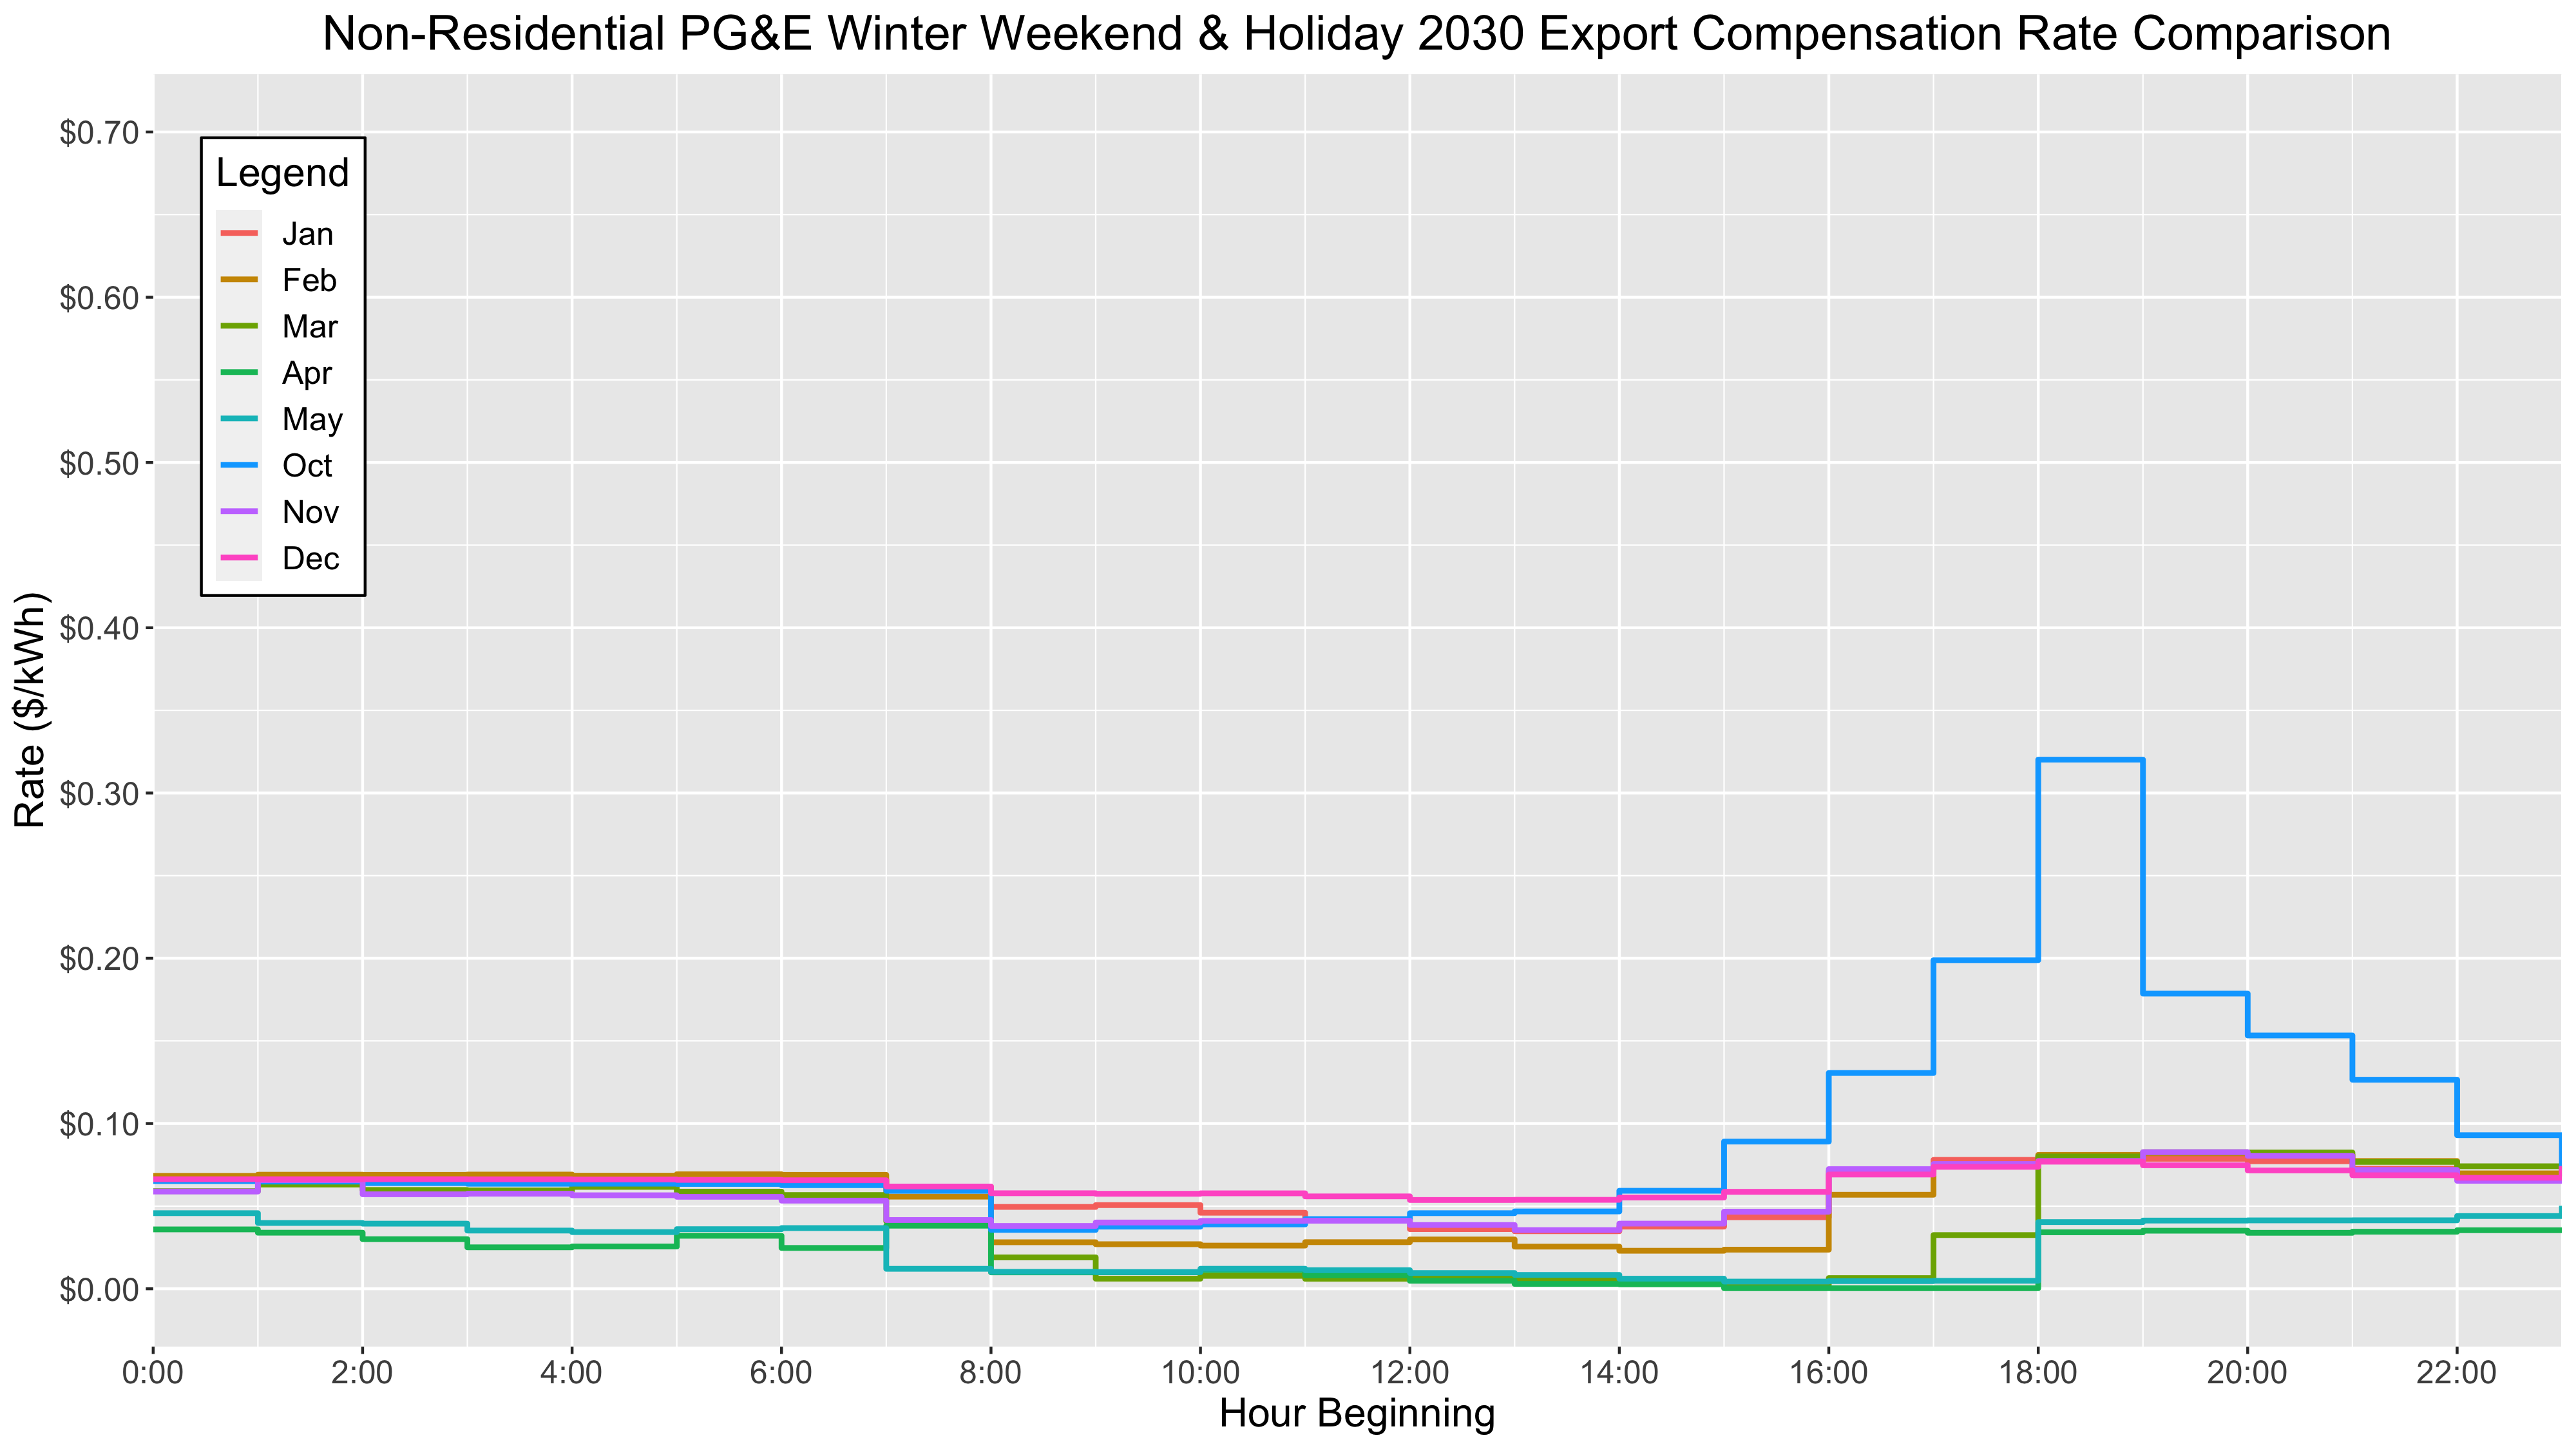 Non-Residential PG&E Winter Weekend & Holiday 2030 Export Compensation Rate Comparison
$0.70
$0.60
$0.50
$0.40
$0.30
$0.20
$0.10
$0.00
Rate ($/kWh)
Legend
Jan
Feb
Mar
Apr
May
Oct
Nov
Dec
0:00 2:00 4:00 6:00 8:00 10:00 12:00 14:00 16:00 18:00 20:00 22:00
Hour Beginning